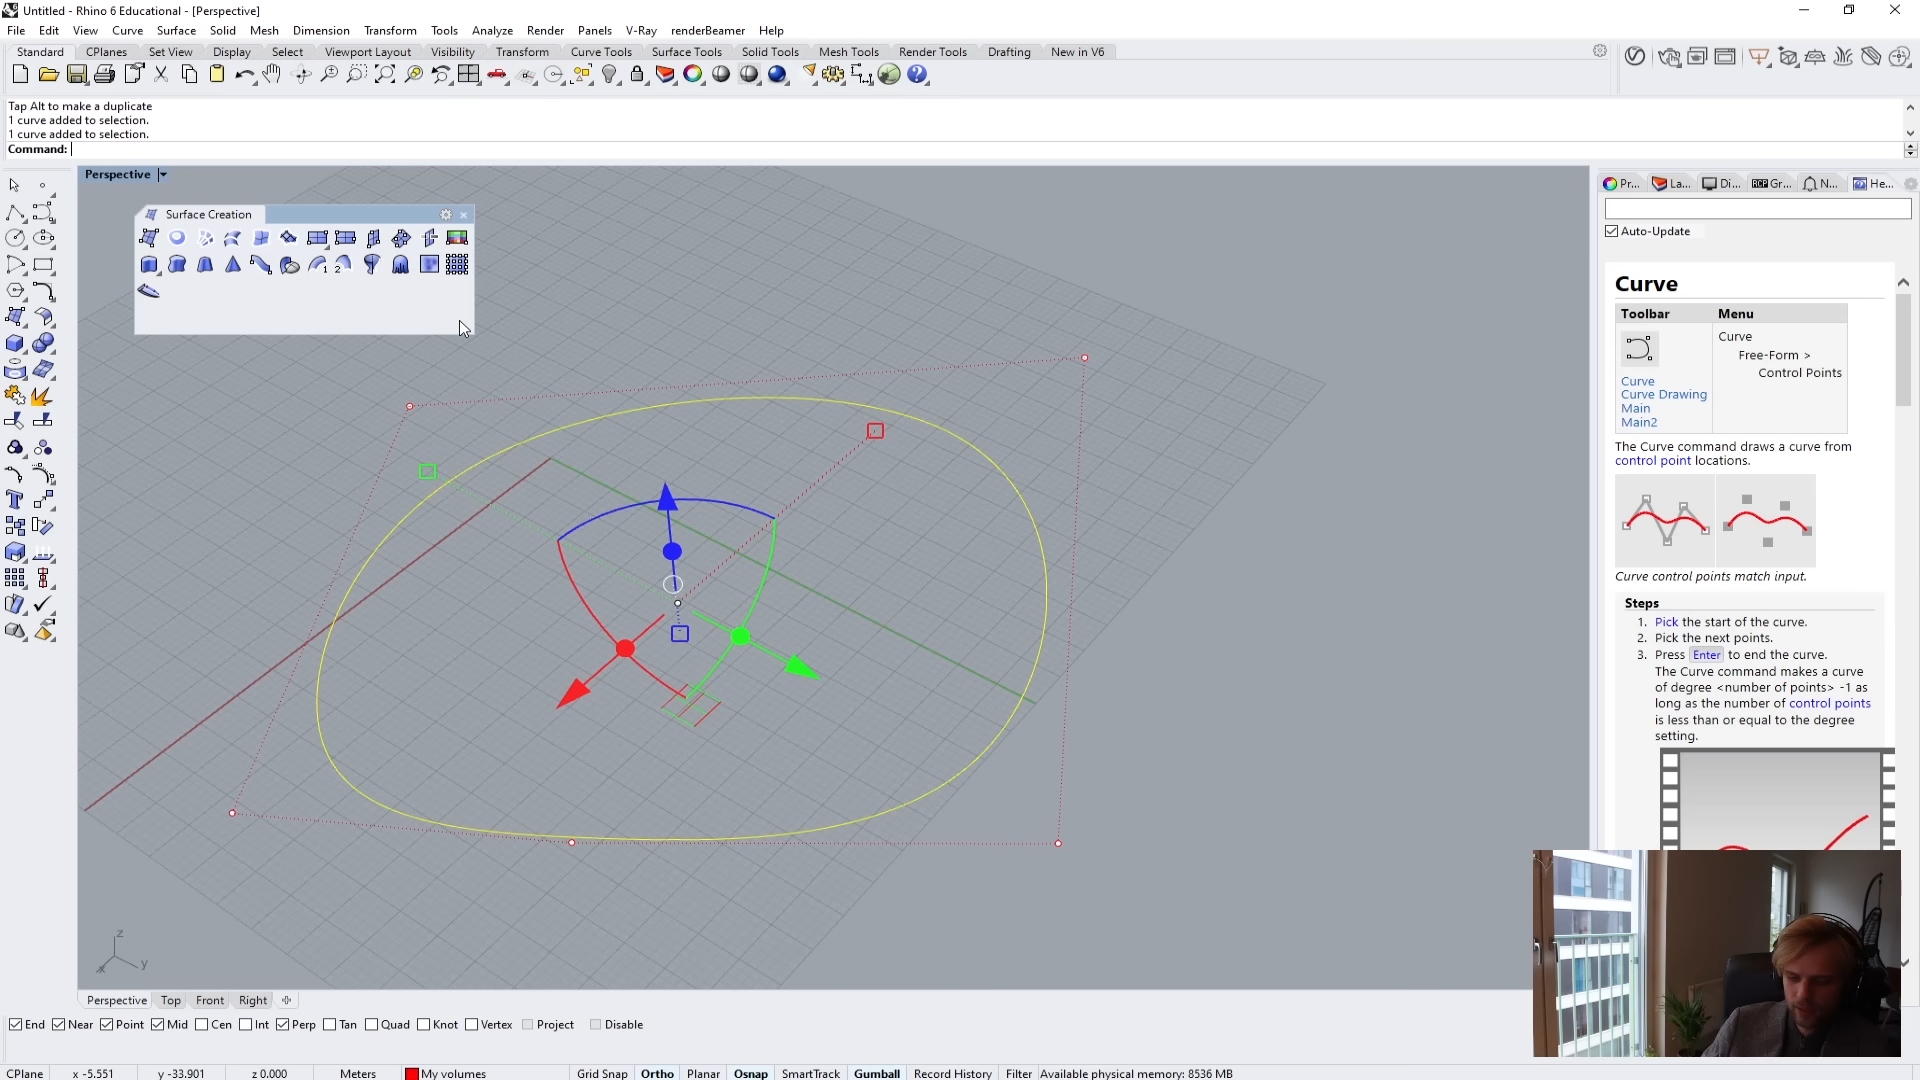 Untitled - Rhino 6 Educational - [Perspective]
File Edit View Curve Surface Solid Mesh Dimension Transform Tools Analyze Render Panels V-Ray renderBeamer Help
Standard CPlanes Set View Display Select Viewport Layout Visibility Transform Curve Tools Surface Tools Solid Tools Mesh Tools Render Tools Drafting New in V6
Tap Alt to make a duplicate
1 curve added to selection.
1 curve added to selection.
Command:
Perspective
Pr... La... Di... RCP Gr... N... He...
Surface Creation
1 2
Auto-Update
Curve
Toolbar Menu
Curve
Free-Form >
Control Points
Curve
Curve Drawing
Main
Main2
The Curve command draws a curve from
control point locations.
Curve control points match input.
Steps
1. Pick the start of the curve.
2. Pick the next points.
3. Press Enter to end the curve.
The Curve command makes a curve
of degree <number of points> -1 as
long as the number of control points
is less than or equal to the degree
setting.
z
x y
Perspective Top Front Right
End Near Point Mid Cen Int Perp Tan Quad Knot Vertex Project Disable
CPlane x -5.551 y -33.901 z 0.000 Meters My volumes Grid Snap Ortho Planar Osnap SmartTrack Gumball Record History Filter Available physical memory: 8536 MB